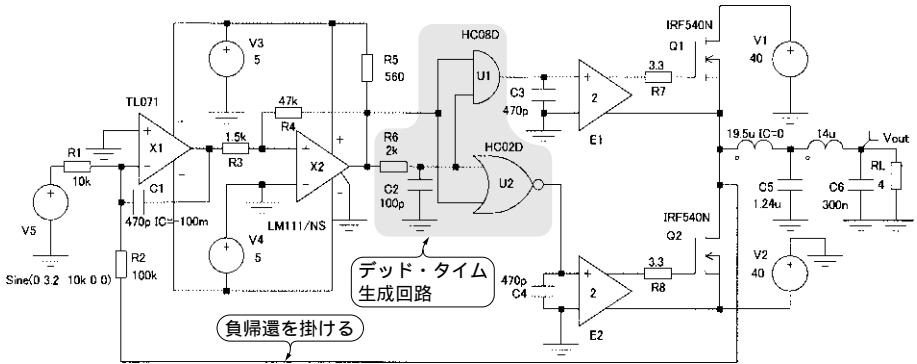 HC08D
IRF540N
Q1
V1
40
V3
5
R5
560
U1
C3
470p
2
E1
3.3
R7
TL071
X1
47k
R4
1.5k
R3
R1
10k
C1
470p IC=-100m
X2
LM111/NS
R6
2k
C2
100p
HC02D
U2
19.5u IC=0
14u
Vout
C5
1.24u
C6
300n
RL
4
V5
Sine(0 3.2 10k 0 0)
R2
100k
V4
5
デッド・タイム
生成回路
470p
C4
2
E2
3.3
R8
IRF540N
Q2
V2
40
負帰還を掛ける